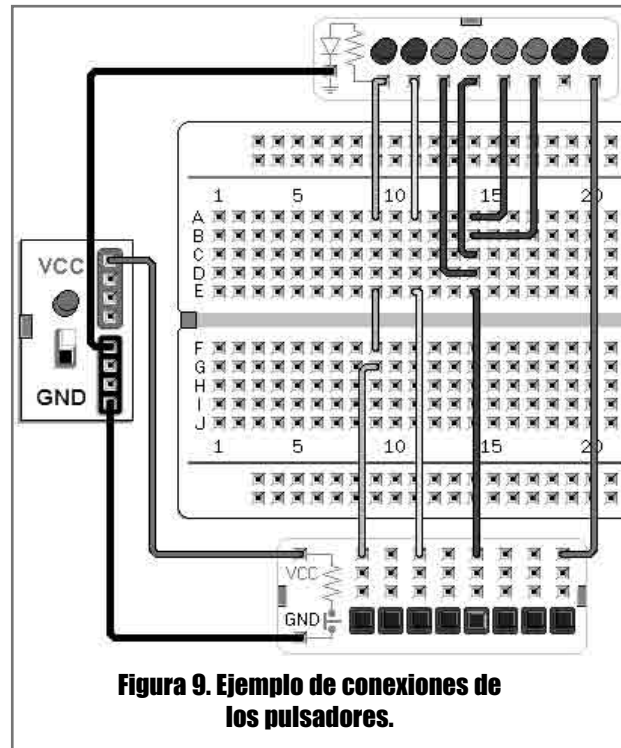 1 5 10 15 20
A
B
C
D
E
VCC
GND
F
G
H
I
J
1 5 10 15 20
VCC
GND
Figura 9. Ejemplo de conexiones de
los pulsadores.